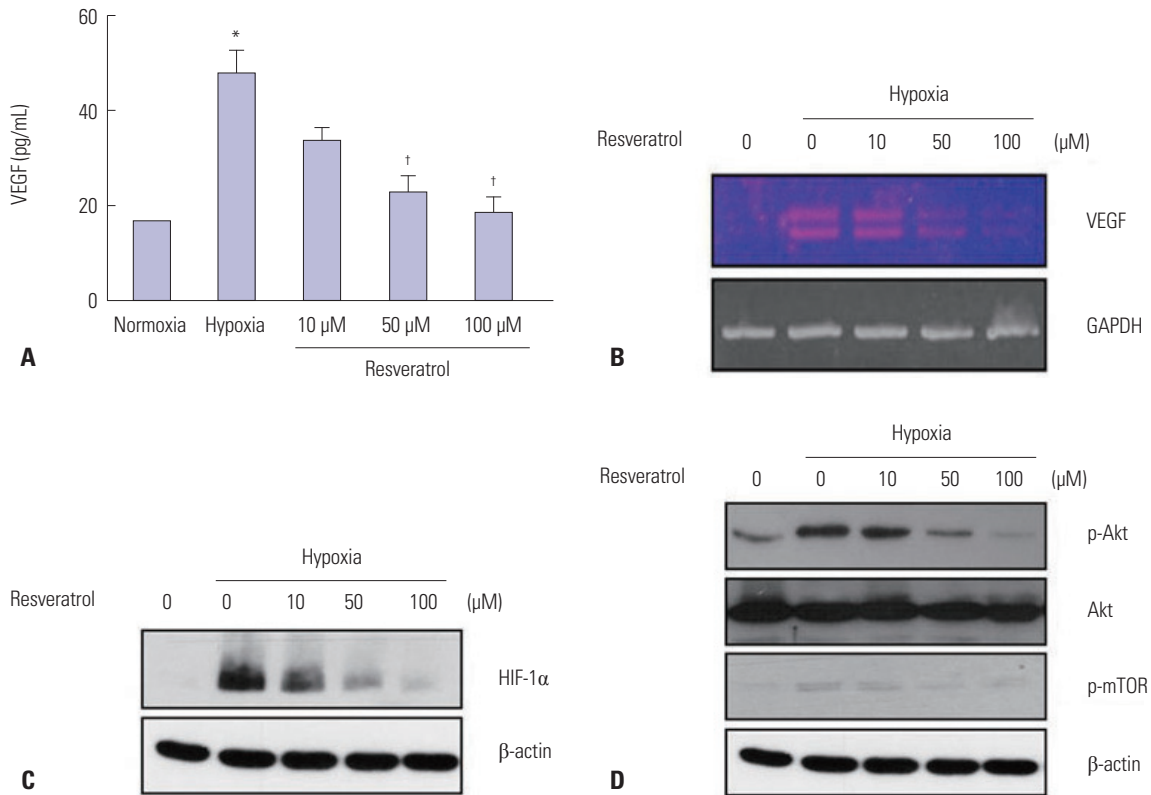 60
40
20
0
VEGF (pg/mL)
*
†
†
Normoxia Hypoxia 10 µM 50 µM 100 µM
Resveratrol
A
Hypoxia
Resveratrol 0 0 10 50 100 (µM)
VEGF
GAPDH
B
Hypoxia
Resveratrol 0 0 10 50 100 (µM)
HIF-1α
β-actin
C
Hypoxia
Resveratrol 0 0 10 50 100 (µM)
p-Akt
Akt
p-mTOR
β-actin
D